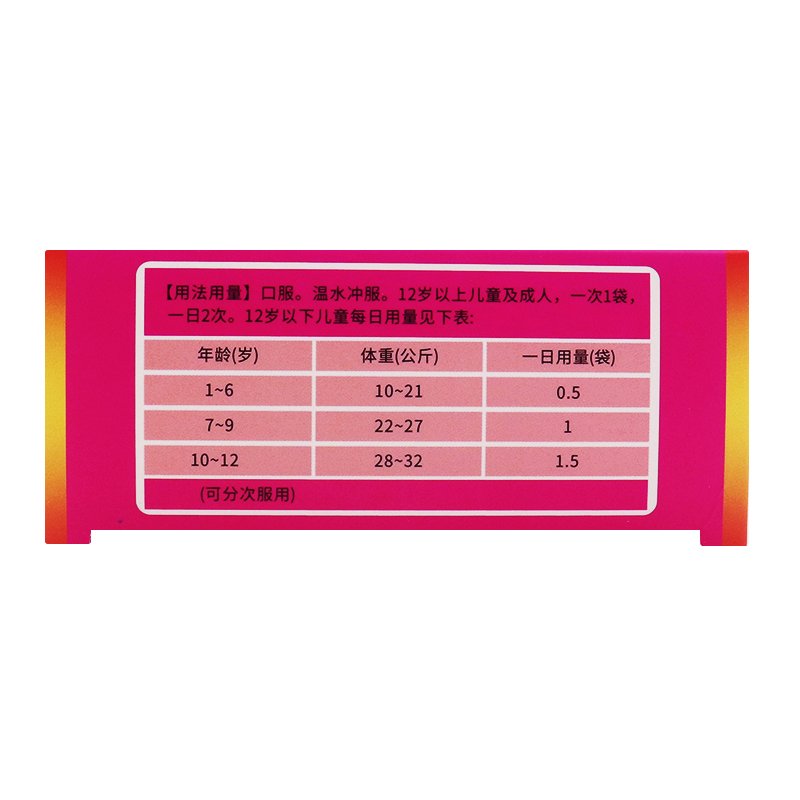 【用法用量】口服。温水冲服。12岁以上儿童及成人，一次1袋，
一日2次。12岁以下儿童每日用量见下表:
年龄(岁) 体重(公斤) 一日用量(袋)
1~6 10~21 0.5
7~9 22~27 1
10~12 28~32 1.5
(可分次服用)